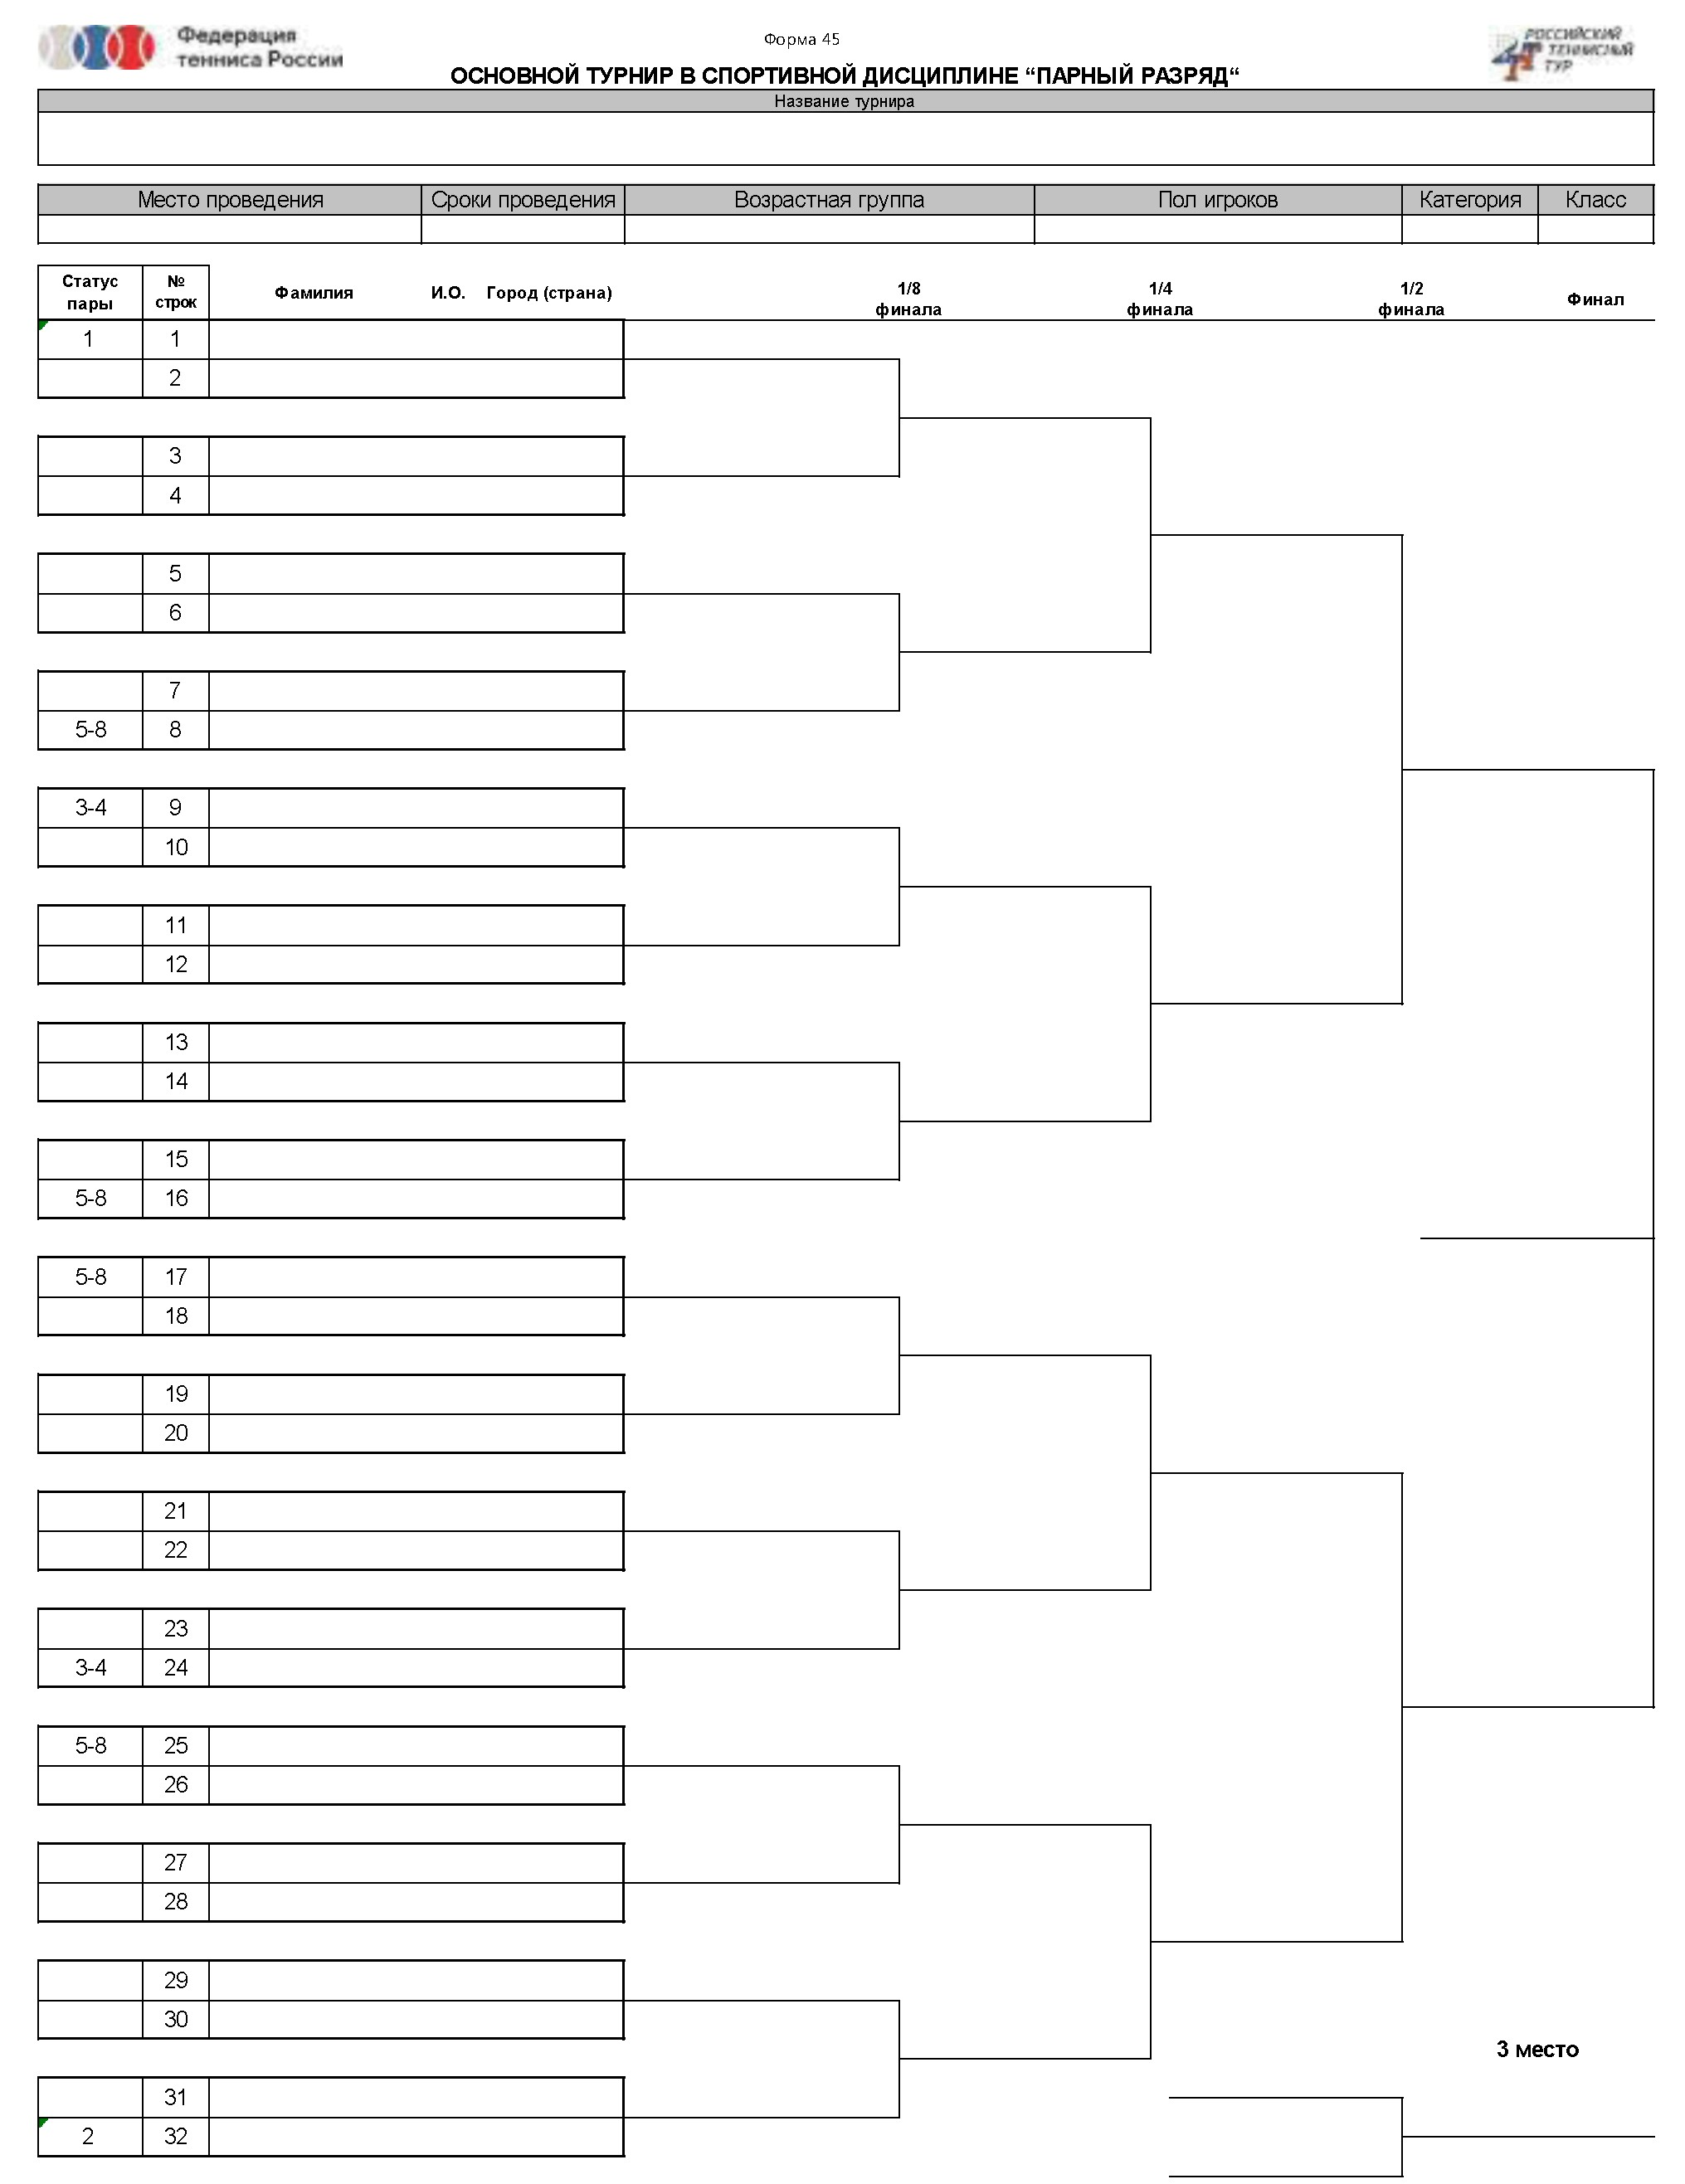 Федерация
тенниса России
Форма 45
РОССИЙСКИЙ
ТЕННИСНЫЙ
ТУР
ОСНОВНОЙ ТУРНИР В СПОРТИВНОЙ ДИСЦИПЛИНЕ “ПАРНЫЙ РАЗРЯД“
Название турнира
Место проведения Сроки проведения Возрастная группа Пол игроков Категория Класс
Статус пары № строк Фамилия И.О. Город (страна) 1/8 финала 1/4 финала 1/2 финала Финал
1 1
2
3
4
5
6
7
5-8 8
3-4 9
10
11
12
13
14
15
5-8 16
5-8 17
18
19
20
21
22
23
3-4 24
5-8 25
26
27
28
29
30
3 место
31
2 32